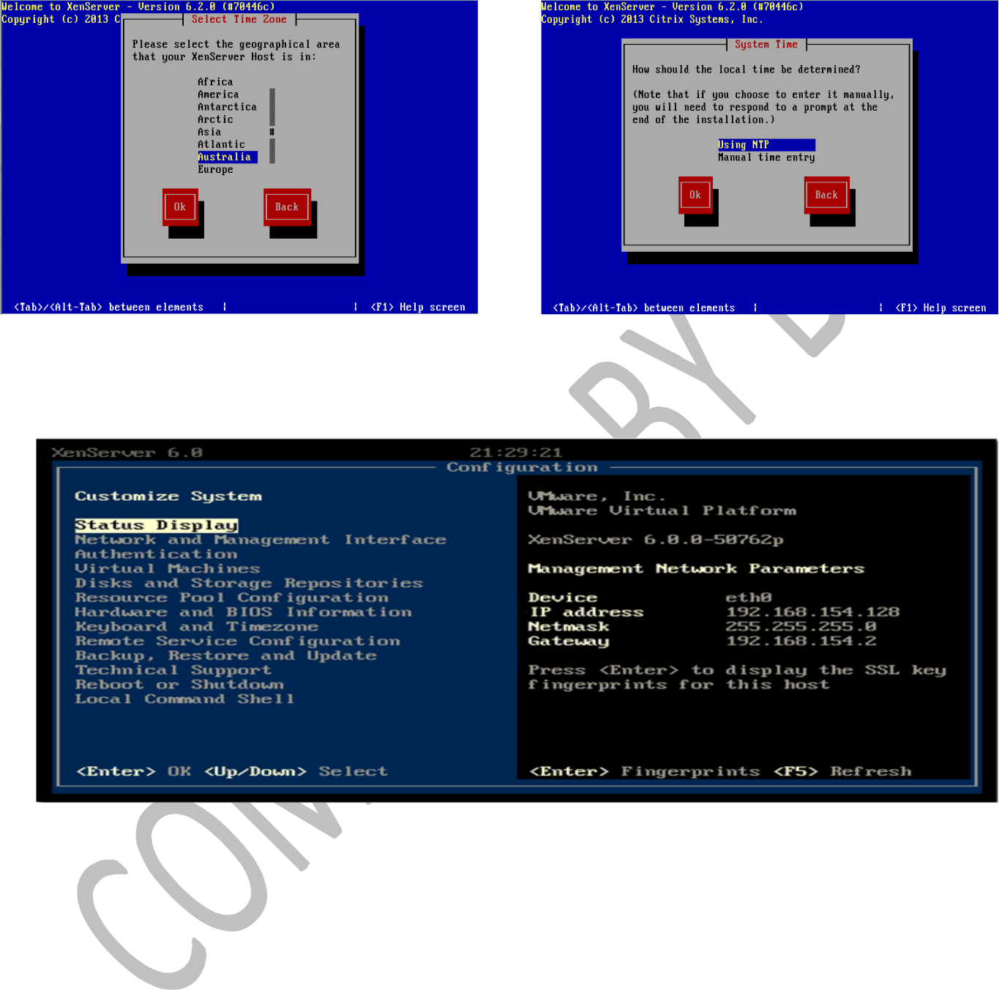 Welcome to XenServer - Version 6.2.0 (#70446c)
Copyright (c) 2013 C
Select Time Zone
Please select the geographical area
that your XenServer Host is in:
Africa
America
Antarctica
Arctic
Asia #
Atlantic
Australia
Europe
Ok Back
<Tab>/<Alt-Tab> between elements | | <F1> Help screen
Welcome to XenServer - Version 6.2.0 (#70446c)
Copyright (c) 2013 Citrix Systems, Inc.
System Time
How should the local time be determined?
(Note that if you choose to enter it manually,
you will need to respond to a prompt at the
end of the installation.)
Using NTP
Manual time entry
Ok Back
<Tab>/<Alt-Tab> between elements | | <F1> Help screen
XenServer 6.0 21:29:21
Configuration
Customize System
Status Display
Network and Management Interface
Authentication
Virtual Machines
Disks and Storage Repositories
Resource Pool Configuration
Hardware and BIOS Information
Keyboard and Timezone
Remote Service Configuration
Backup, Restore and Update
Technical Support
Reboot or Shutdown
Local Command Shell
<Enter> OK <Up/Down> Select
VMware, Inc.
VMware Virtual Platform
XenServer 6.0.0-50762p
Management Network Parameters
Device eth0
IP address 192.168.154.128
Netmask 255.255.255.0
Gateway 192.168.154.2
Press <Enter> to display the SSL key
fingerprints for this host
<Enter> Fingerprints <F5> Refresh
BY